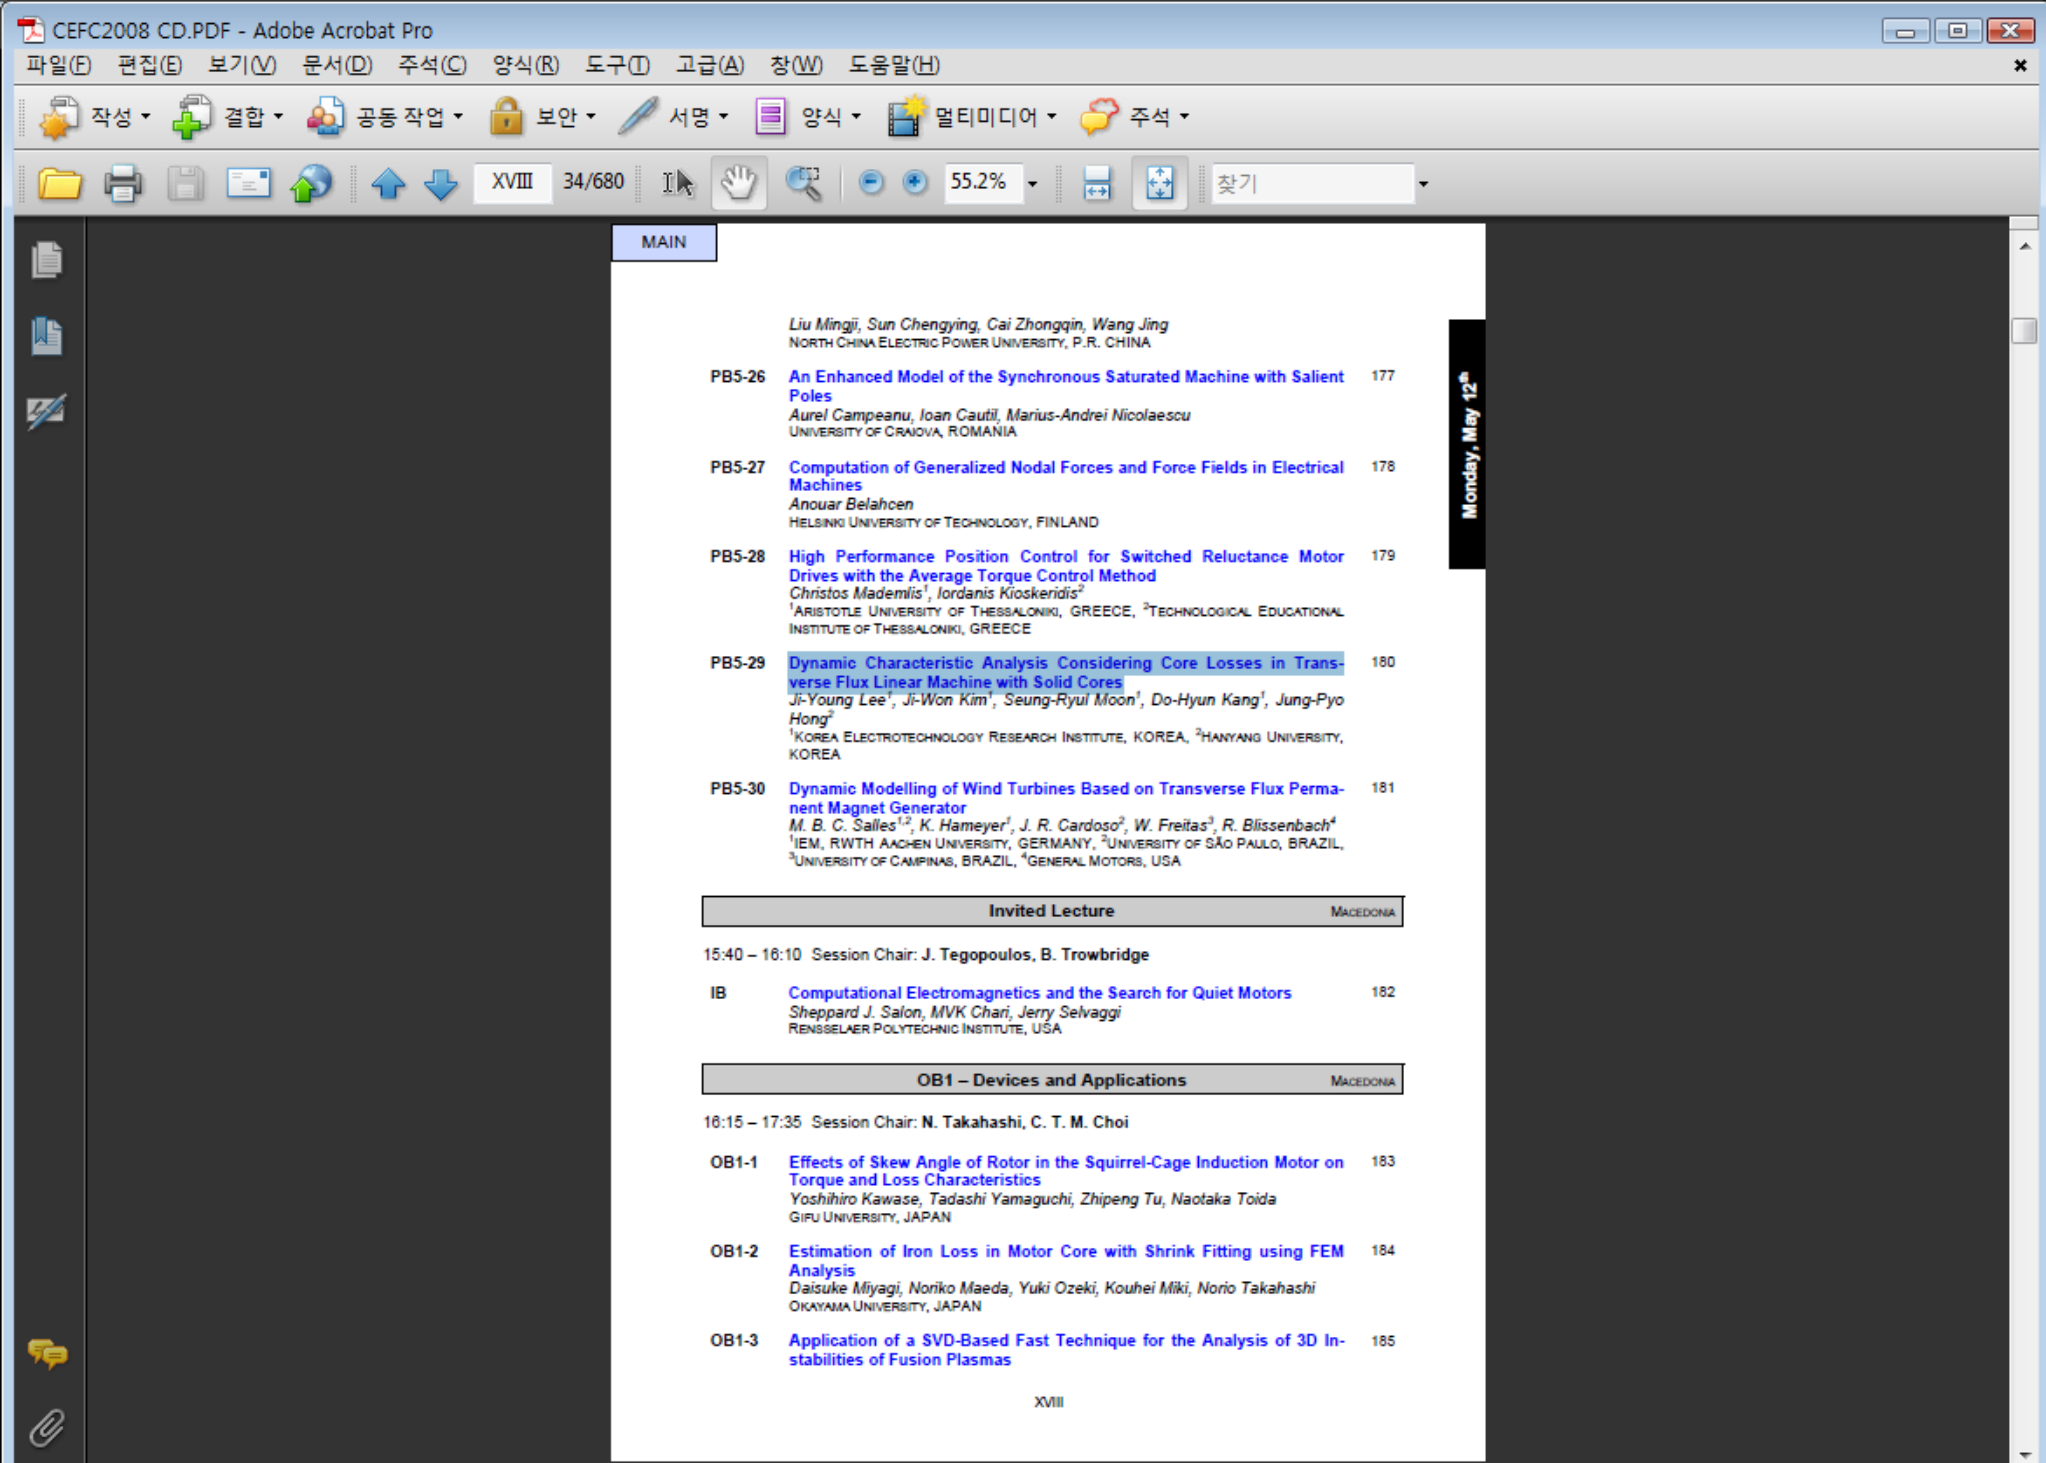 CEFC2008 CD.PDF - Adobe Acrobat Pro
파일(F) 편집(E) 보기(V) 문서(D) 주석(C) 양식(R) 도구(T) 고급(A) 창(W) 도움말(H)
작성 결합 공동 작업 보안 서명 양식 멀티미디어 주석
XVIII 34/680 55.2% 찾기
MAIN
Liu Mingji, Sun Chengying, Cai Zhongqin, Wang Jing
NORTH CHINA ELECTRIC POWER UNIVERSITY, P.R. CHINA
PB5-26 An Enhanced Model of the Synchronous Saturated Machine with Salient 177
Poles
Aurel Campeanu, Ioan Cautil, Marius-Andrei Nicolaescu
UNIVERSITY OF CRAIOVA, ROMANIA
Monday, May 12th
PB5-27 Computation of Generalized Nodal Forces and Force Fields in Electrical 178
Machines
Anouar Belahcen
HELSINKI UNIVERSITY OF TECHNOLOGY, FINLAND
PB5-28 High Performance Position Control for Switched Reluctance Motor 179
Drives with the Average Torque Control Method
Christos Mademlis¹, Iordanis Kioskeridis²
¹ARISTOTLE UNIVERSITY OF THESSALONIKI, GREECE, ²TECHNOLOGICAL EDUCATIONAL
INSTITUTE OF THESSALONIKI, GREECE
PB5-29 Dynamic Characteristic Analysis Considering Core Losses in Trans- 180
verse Flux Linear Machine with Solid Cores
Ji-Young Lee¹, Ji-Won Kim¹, Seung-Ryul Moon¹, Do-Hyun Kang¹, Jung-Pyo
Hong²
¹KOREA ELECTROTECHNOLOGY RESEARCH INSTITUTE, KOREA, ²HANYANG UNIVERSITY,
KOREA
PB5-30 Dynamic Modelling of Wind Turbines Based on Transverse Flux Perma- 181
nent Magnet Generator
M. B. C. Salles¹,², K. Hameyer¹, J. R. Cardoso², W. Freitas³, R. Blissenbach⁴
¹IEM, RWTH AACHEN UNIVERSITY, GERMANY, ²UNIVERSITY OF SÃO PAULO, BRAZIL,
³UNIVERSITY OF CAMPINAS, BRAZIL, ⁴GENERAL MOTORS, USA
Invited Lecture MACEDONIA
15:40 – 16:10 Session Chair: J. Tegopoulos, B. Trowbridge
IB Computational Electromagnetics and the Search for Quiet Motors 182
Sheppard J. Salon, MVK Chari, Jerry Selvaggi
RENSSELAER POLYTECHNIC INSTITUTE, USA
OB1 – Devices and Applications MACEDONIA
16:15 – 17:35 Session Chair: N. Takahashi, C. T. M. Choi
OB1-1 Effects of Skew Angle of Rotor in the Squirrel-Cage Induction Motor on 183
Torque and Loss Characteristics
Yoshihiro Kawase, Tadashi Yamaguchi, Zhipeng Tu, Naotaka Toida
GIFU UNIVERSITY, JAPAN
OB1-2 Estimation of Iron Loss in Motor Core with Shrink Fitting using FEM 184
Analysis
Daisuke Miyagi, Noriko Maeda, Yuki Ozeki, Kouhei Miki, Norio Takahashi
OKAYAMA UNIVERSITY, JAPAN
OB1-3 Application of a SVD-Based Fast Technique for the Analysis of 3D In- 185
stabilities of Fusion Plasmas
XVIII